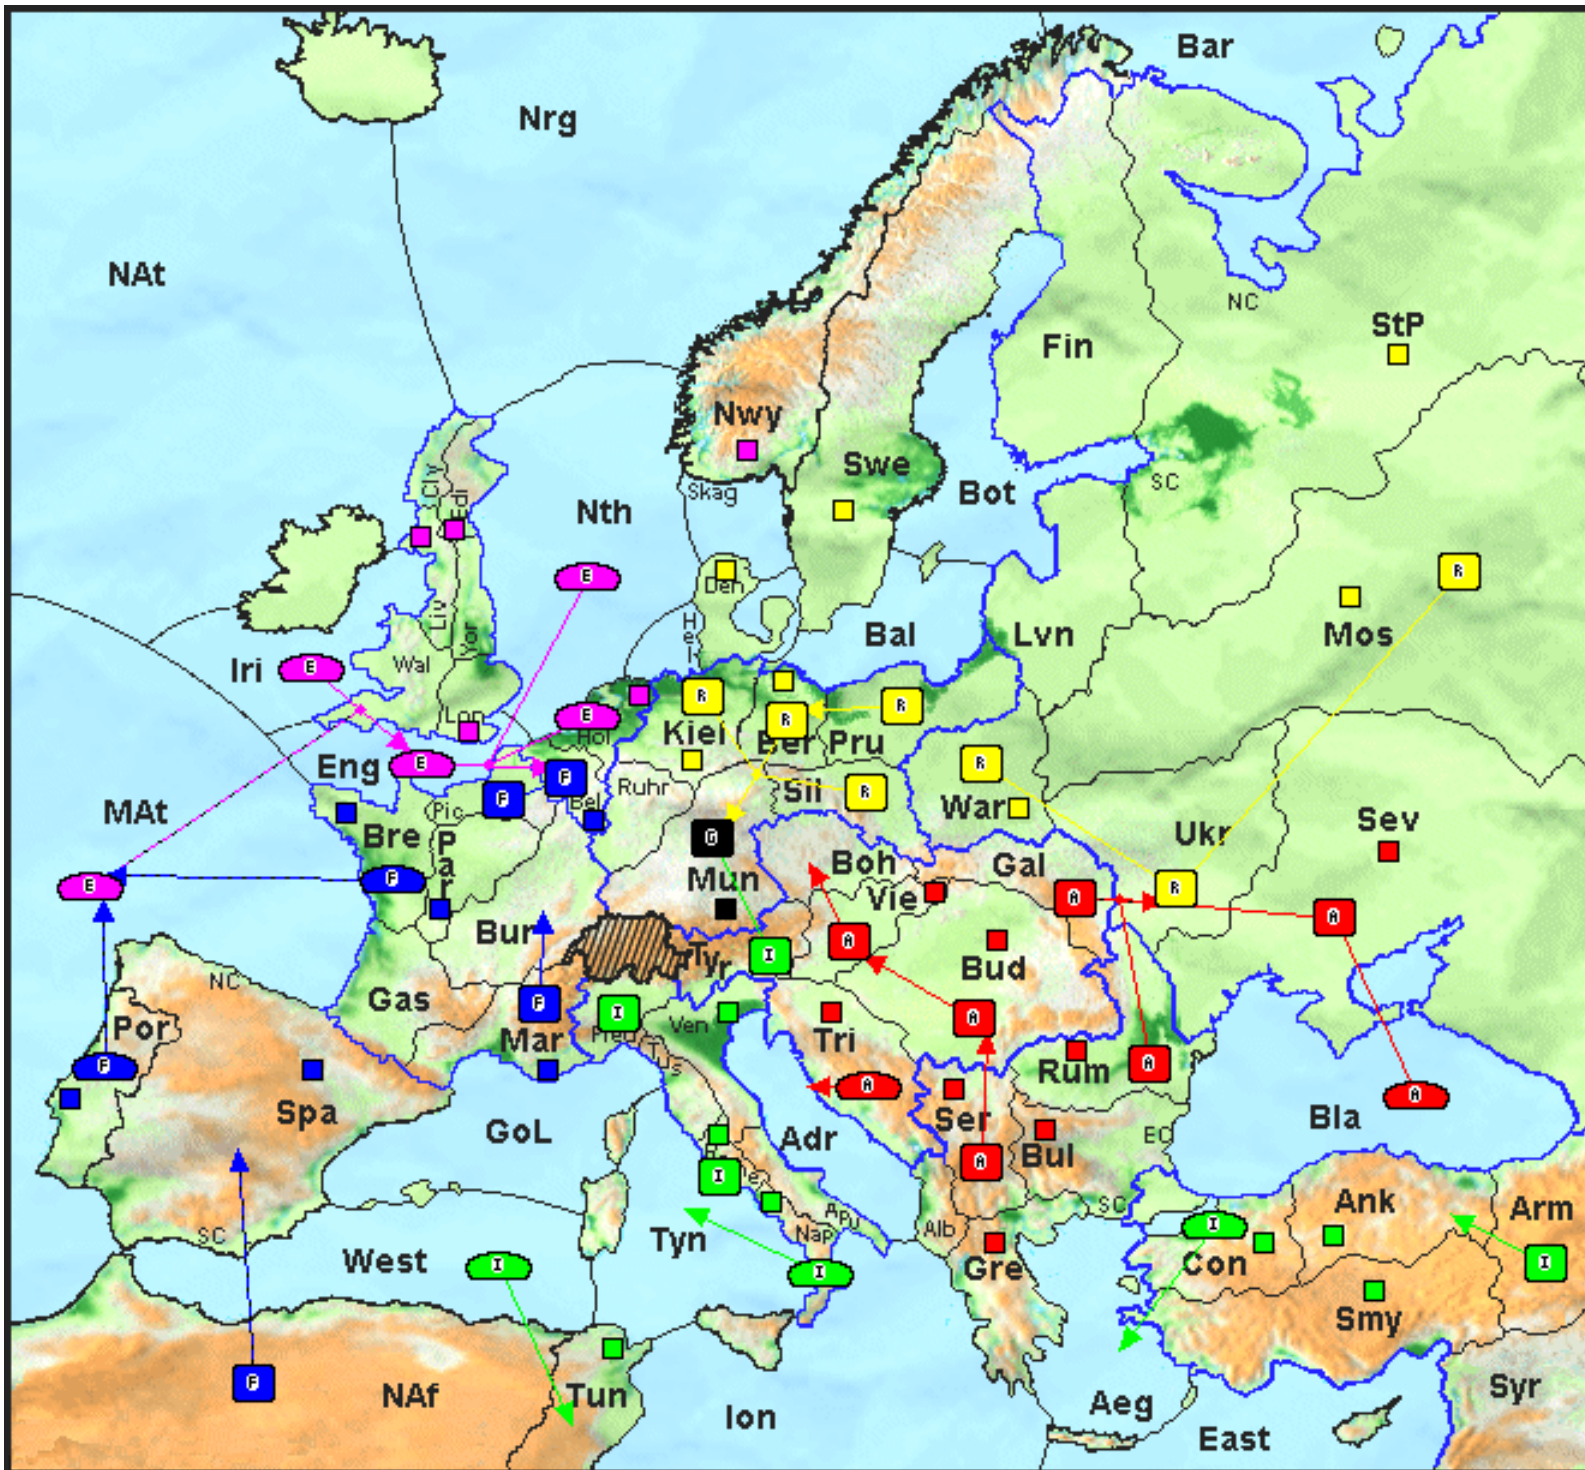 Bar
Nrg
NAt
NC
StP
Fin
Nwy
Swe
Skag
Bot
SC
Nth
Cly
Edi
E
R
Den
Hel
Bal
Lvn
Mos
Liv
Yor
Wal
Iri
E
Lon
E
Hol
R
R
R
Kiel
Ber
Pru
Eng
E
F
F
Pic
Bel
Ruhr
Sil
R
R
War
MAt
Bre
Par
G
Mun
Boh
Vie
Gal
Ukr
Sev
E
F
Bur
A
R
A
A
Tyr
I
Bud
NC
Gas
Por
F
Mar
I
Pied
Ven
Tus
Tri
A
Rum
A
F
Spa
GoL
Adr
A
Ser
Bul
EC
Bla
A
A
I
SC
West
I
Tyn
Apu
Nap
I
Alb
Gre
SC
I
Con
Ank
Arm
I
Smy
F
NAf
Tun
Ion
Aeg
East
Syr